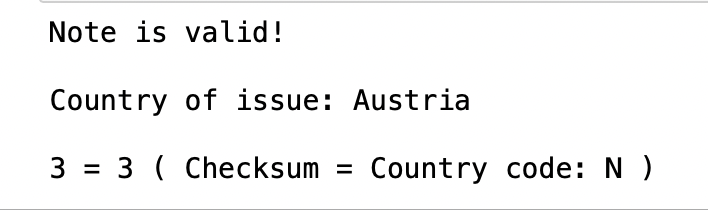 Note is valid!
Country of issue: Austria
3 = 3 ( Checksum = Country code: N )